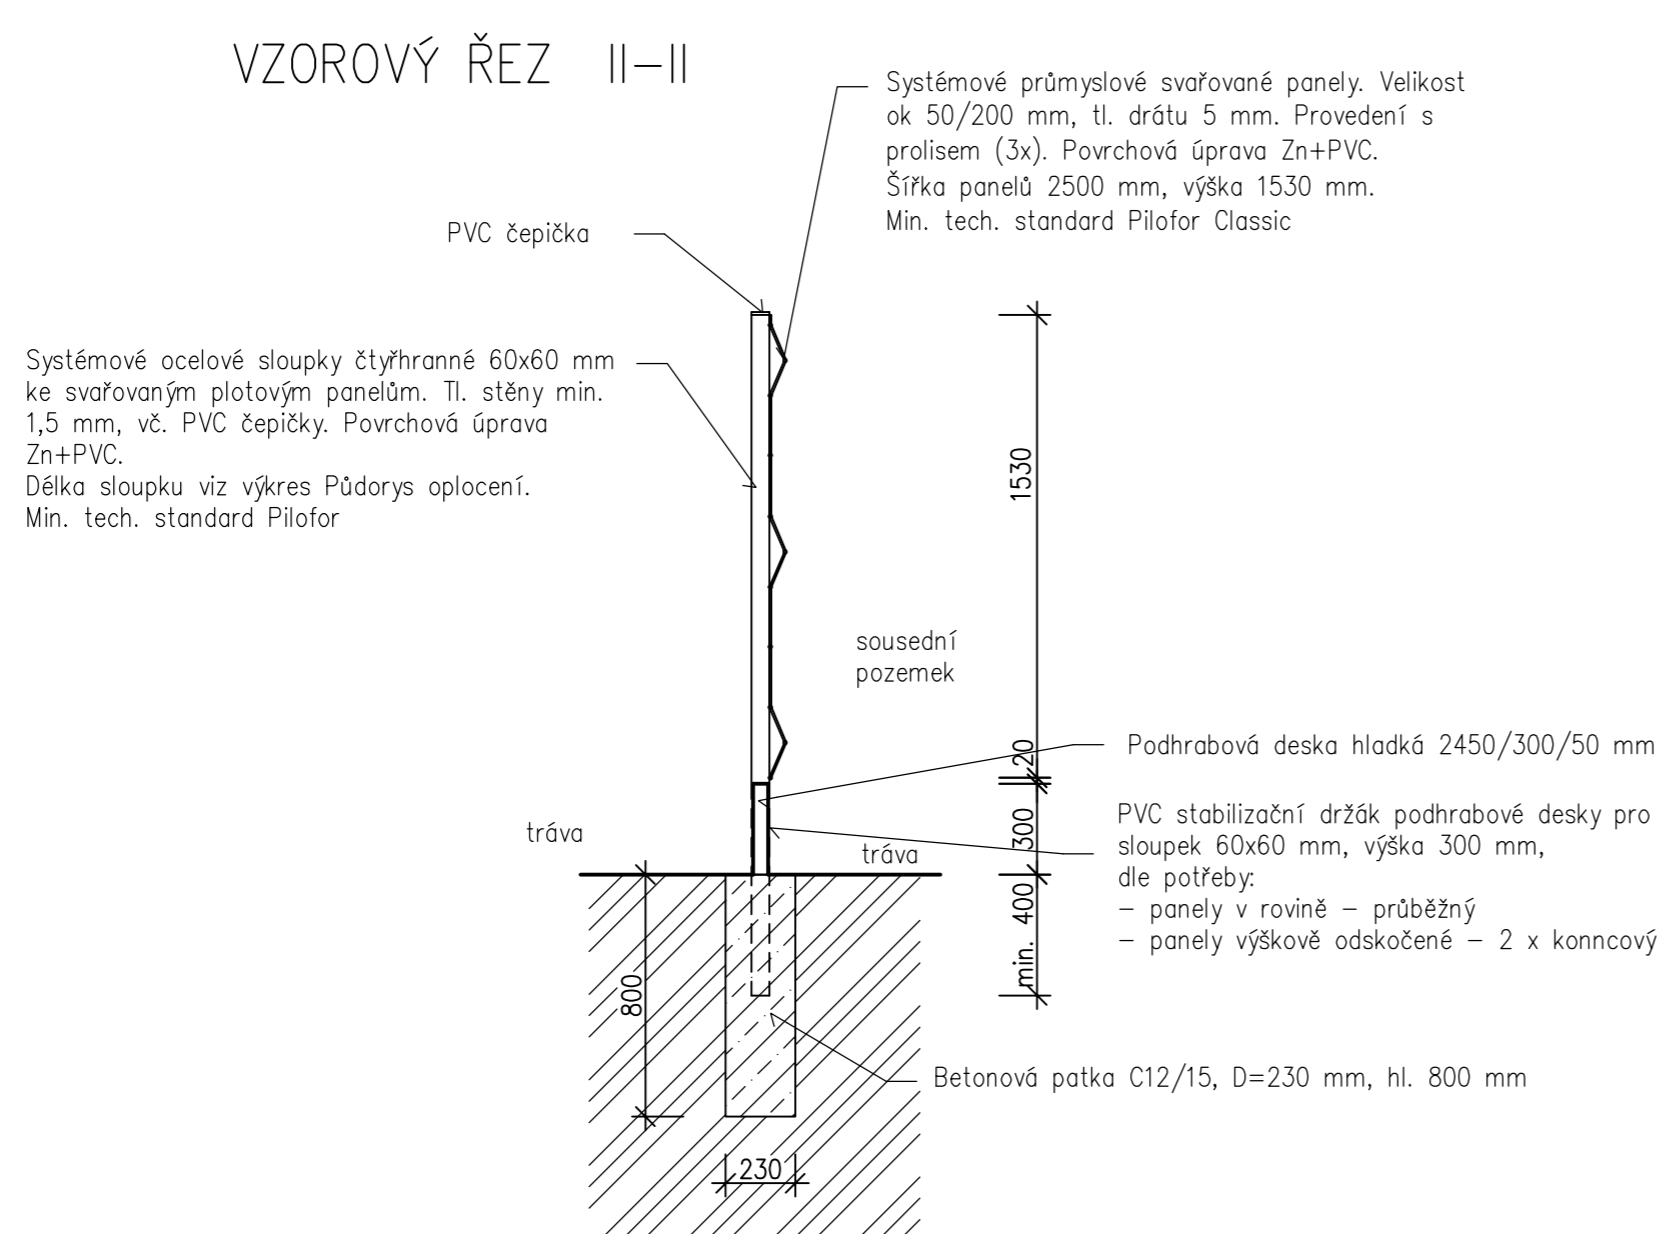 VZOROVÝ ŘEZ II–II
Systémové průmyslové svařované panely. Velikost
ok 50/200 mm, tl. drátu 5 mm. Provedení s
prolisem (3x). Povrchová úprava Zn+PVC.
Šířka panelů 2500 mm, výška 1530 mm.
Min. tech. standard Pilofor Classic
PVC čepička
Systémové ocelové sloupky čtyřhranné 60x60 mm
ke svařovaným plotovým panelům. Tl. stěny min.
1,5 mm, vč. PVC čepičky. Povrchová úprava
Zn+PVC.
Délka sloupku viz výkres Půdorys oplocení.
Min. tech. standard Pilofor
1530
sousední
pozemek
20
Podhrabová deska hladká 2450/300/50 mm
300
PVC stabilizační držák podhrabové desky pro
sloupek 60x60 mm, výška 300 mm,
dle potřeby:
– panely v rovině – průběžný
– panely výškově odskočené – 2 x konncový
tráva
tráva
min. 400
800
Betonová patka C12/15, D=230 mm, hl. 800 mm
230